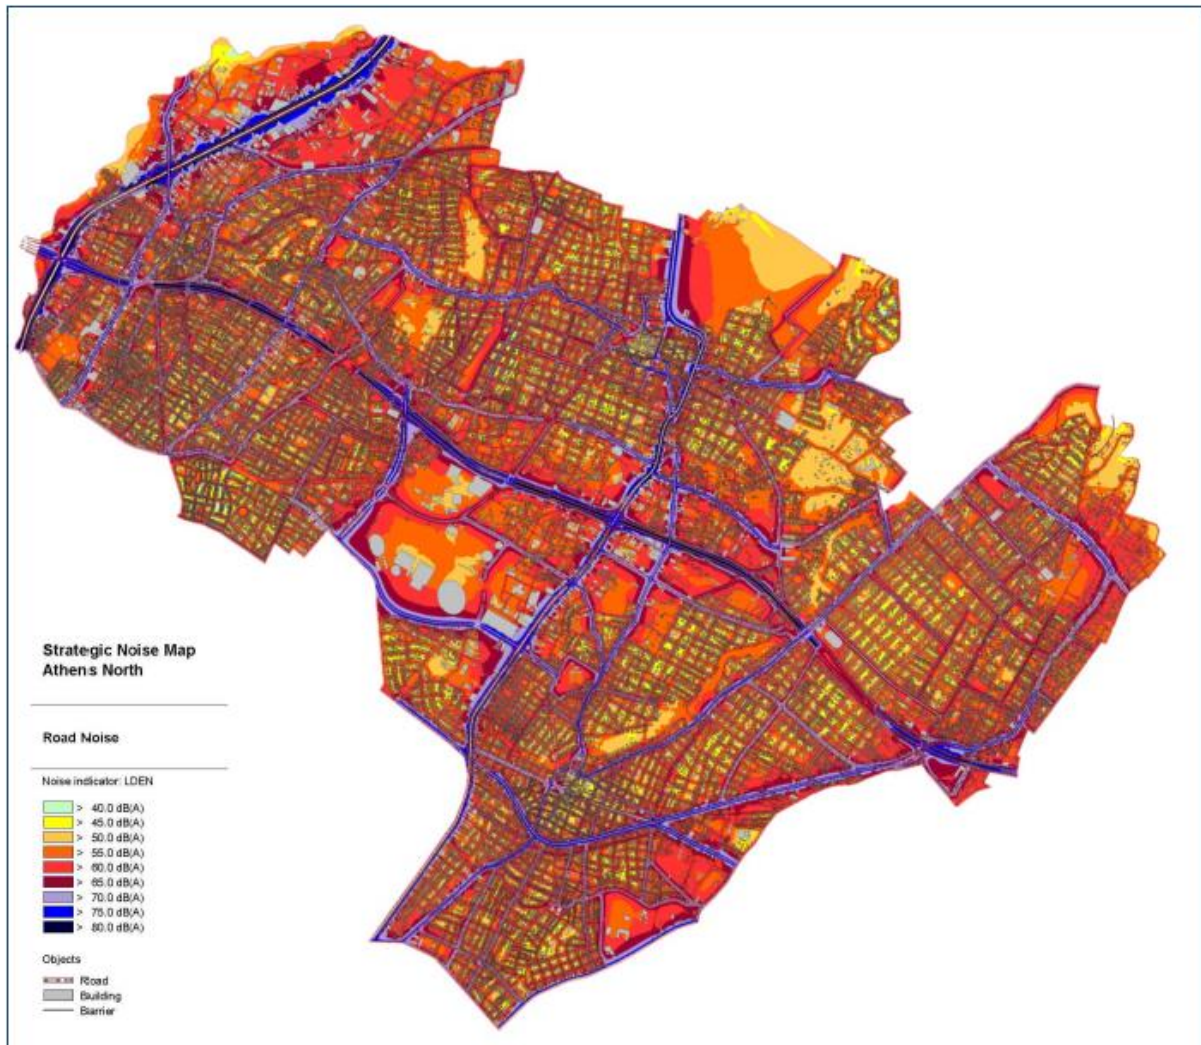 Strategic Noise Map
Athens North
Road Noise
Noise indicator: LDEN
> 40.0 dB(A)
> 45.0 dB(A)
> 50.0 dB(A)
> 55.0 dB(A)
> 60.0 dB(A)
> 65.0 dB(A)
> 70.0 dB(A)
> 75.0 dB(A)
> 80.0 dB(A)
Objects
Road
Building
Barrier